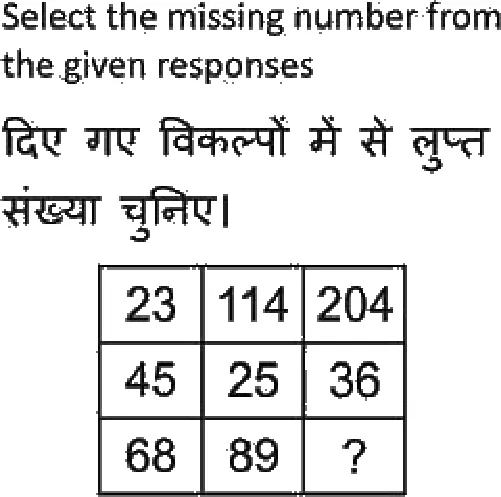 Select the missing number from
the given responses
दिए गए विकल्पों में से लुप्त
संख्या चुनिए।
23 114 204
45 25 36
68 89 ?